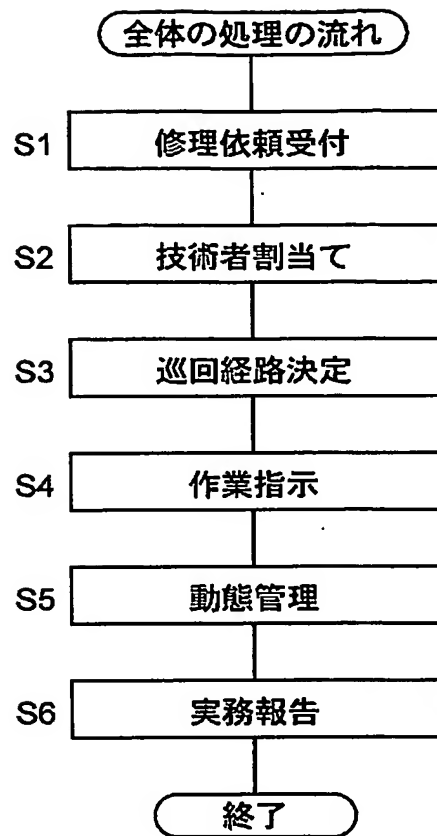 全体の処理の流れ
S1 修理依頼受付
S2 技術者割当て
S3 巡回経路決定
S4 作業指示
S5 動態管理
S6 実務報告
終了